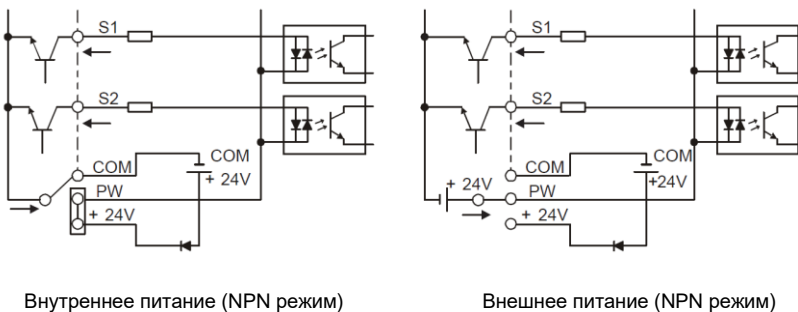 S1
S2
COM
COM
+ 24V
PW
+ 24V
Внутреннее питание (NPN режим)
S1
S2
COM
COM
+24V
+ 24V
PW
+ 24V
Внешнее питание (NPN режим)